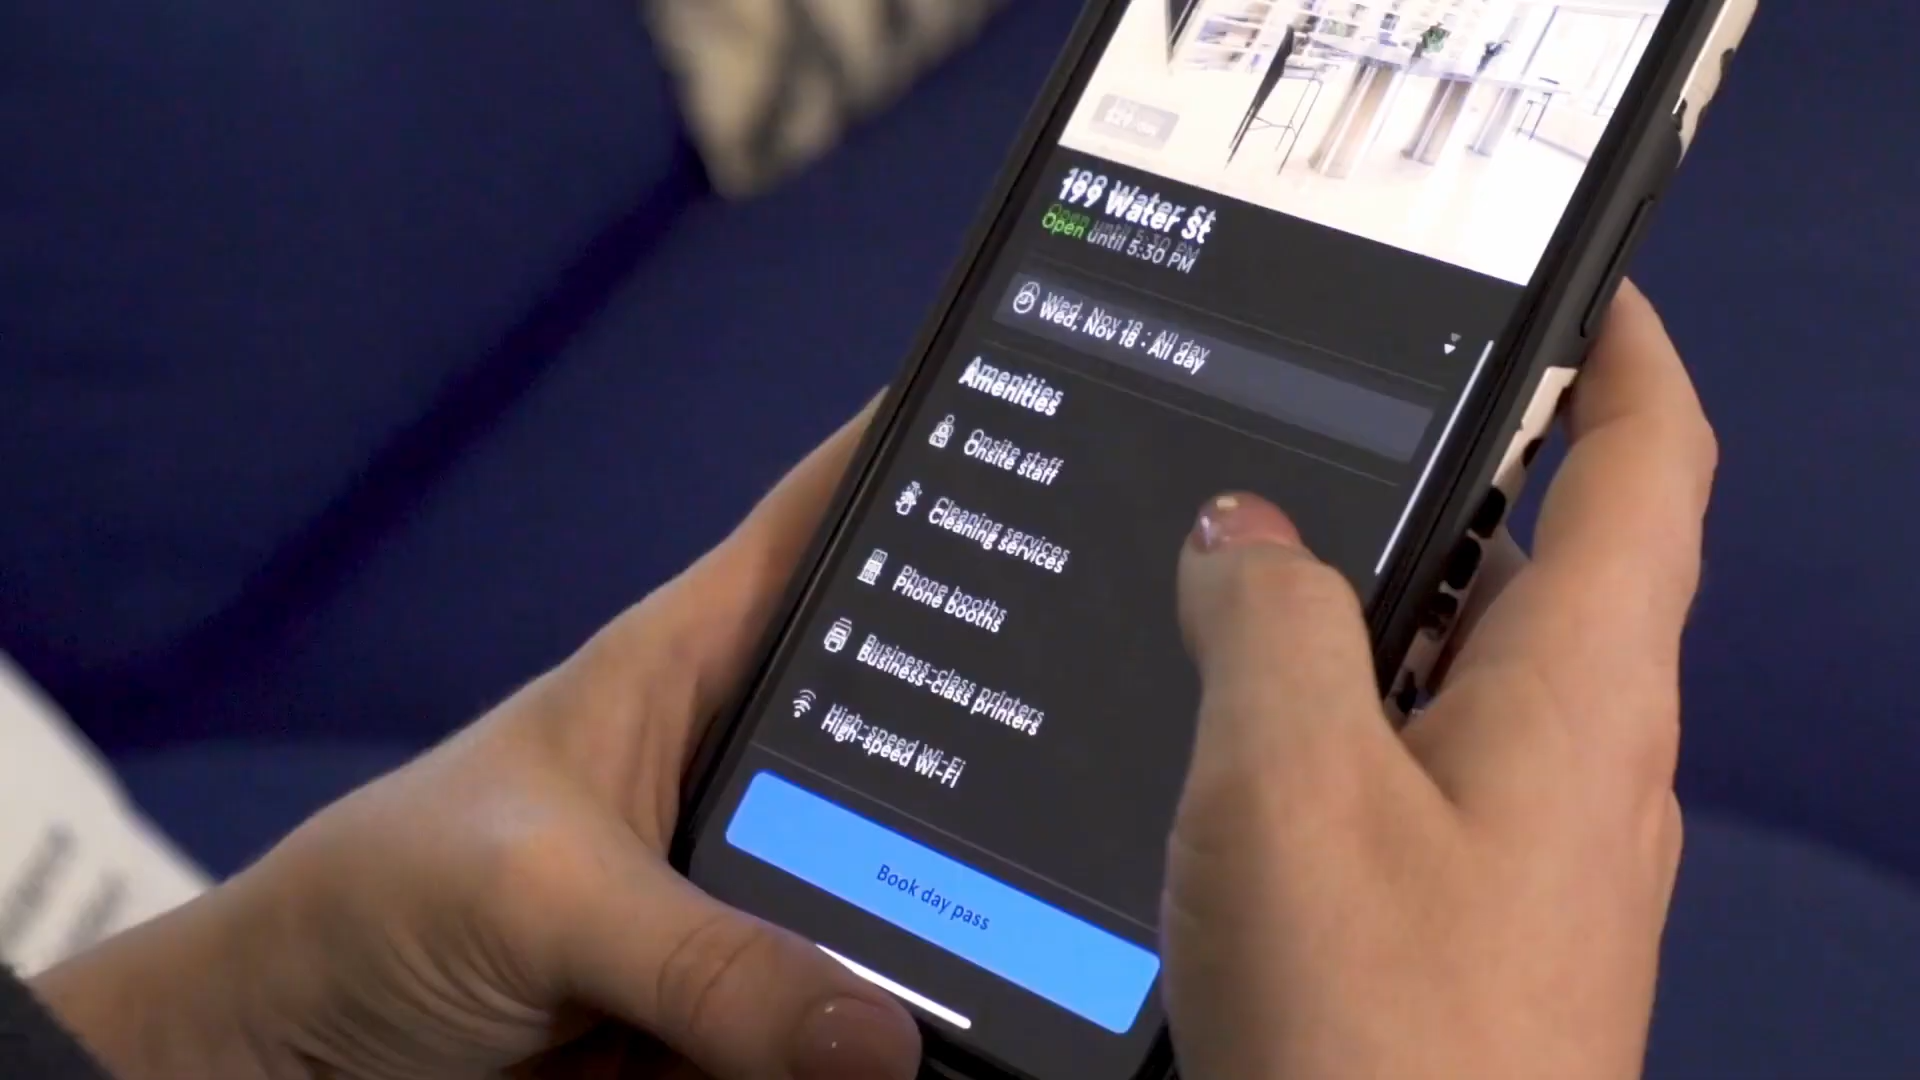 199 Water St
Open until 5:30 PM
Wed, Nov 18 · All day
Amenities
Onsite staff
Cleaning services
Phone booths
Business-class printers
High-speed Wi-Fi
Book day pass